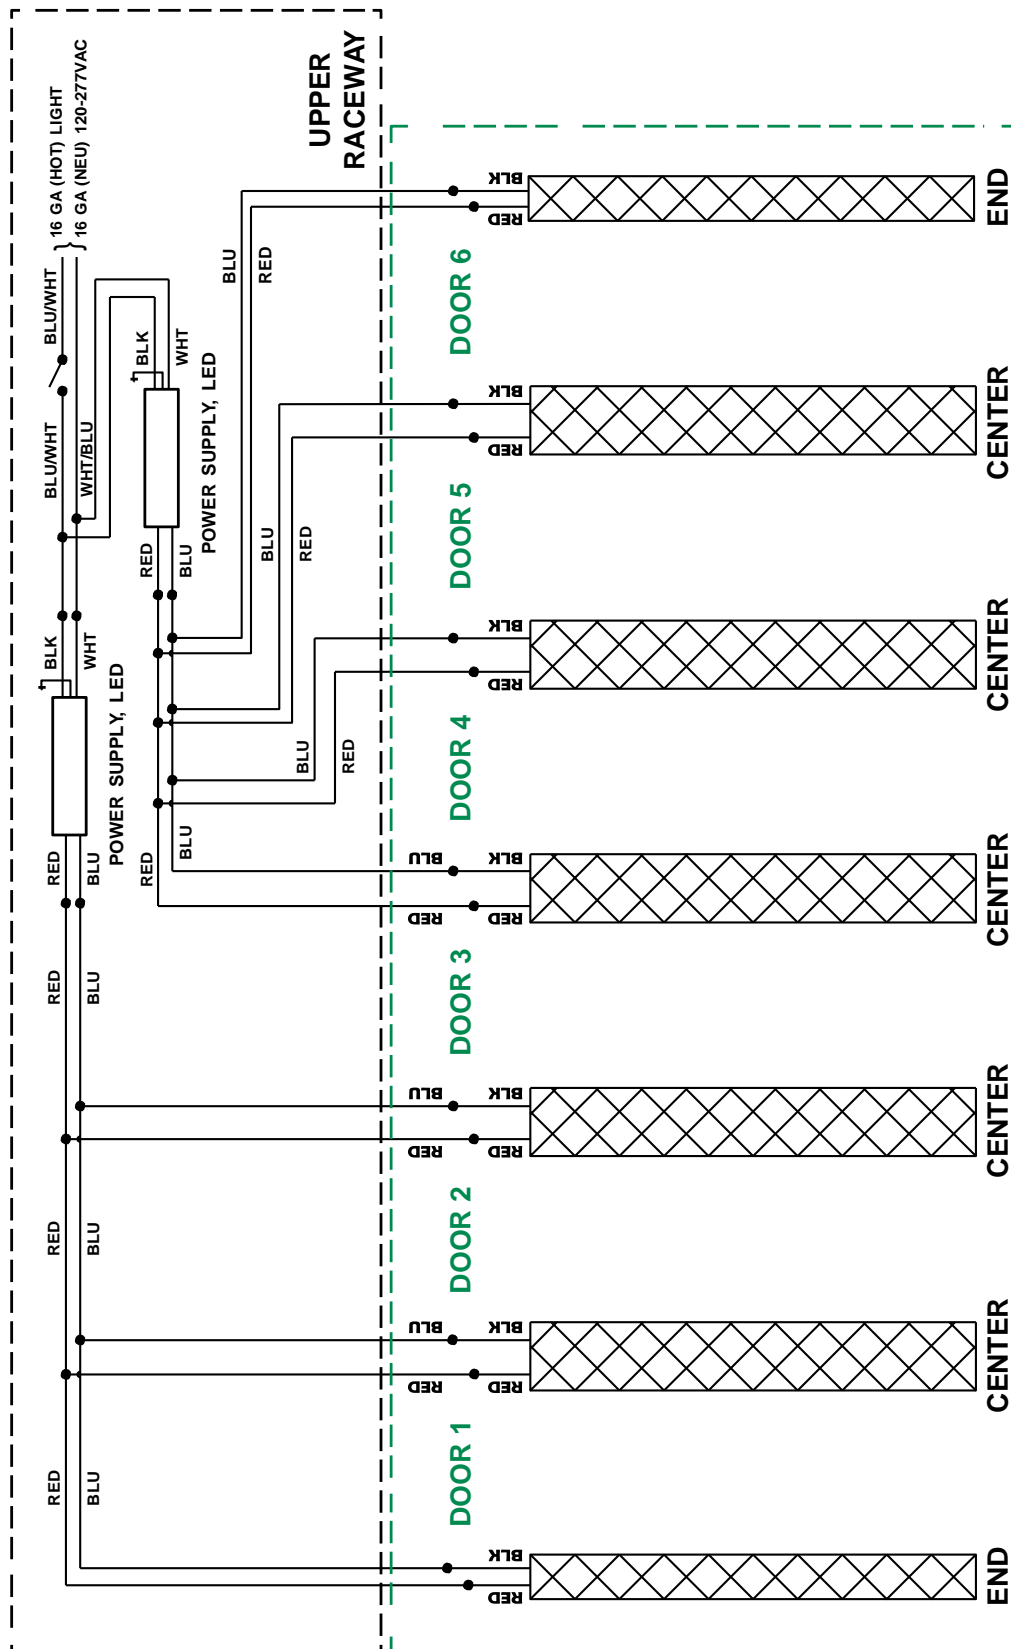 16 GA (HOT) LIGHT
16 GA (NEU) 120-277VAC
UPPER
RACEWAY
BLU/WHT
BLU/WHT
WHT/BLU
BLK
WHT
POWER SUPPLY, LED
RED
BLU
BLK
WHT
POWER SUPPLY, LED
RED
BLU
BLU
RED
BLU
RED
BLU
RED
RED
BLU
RED
BLU
RED
BLU
RED
BLU
BLK
RED
END
DOOR 6
BLK
RED
CENTER
DOOR 5
BLK
RED
CENTER
DOOR 4
BLU
BLK
RED
RED
CENTER
DOOR 3
BLU
BLK
RED
RED
CENTER
DOOR 2
BLU
BLK
RED
RED
CENTER
DOOR 1
BLK
RED
END